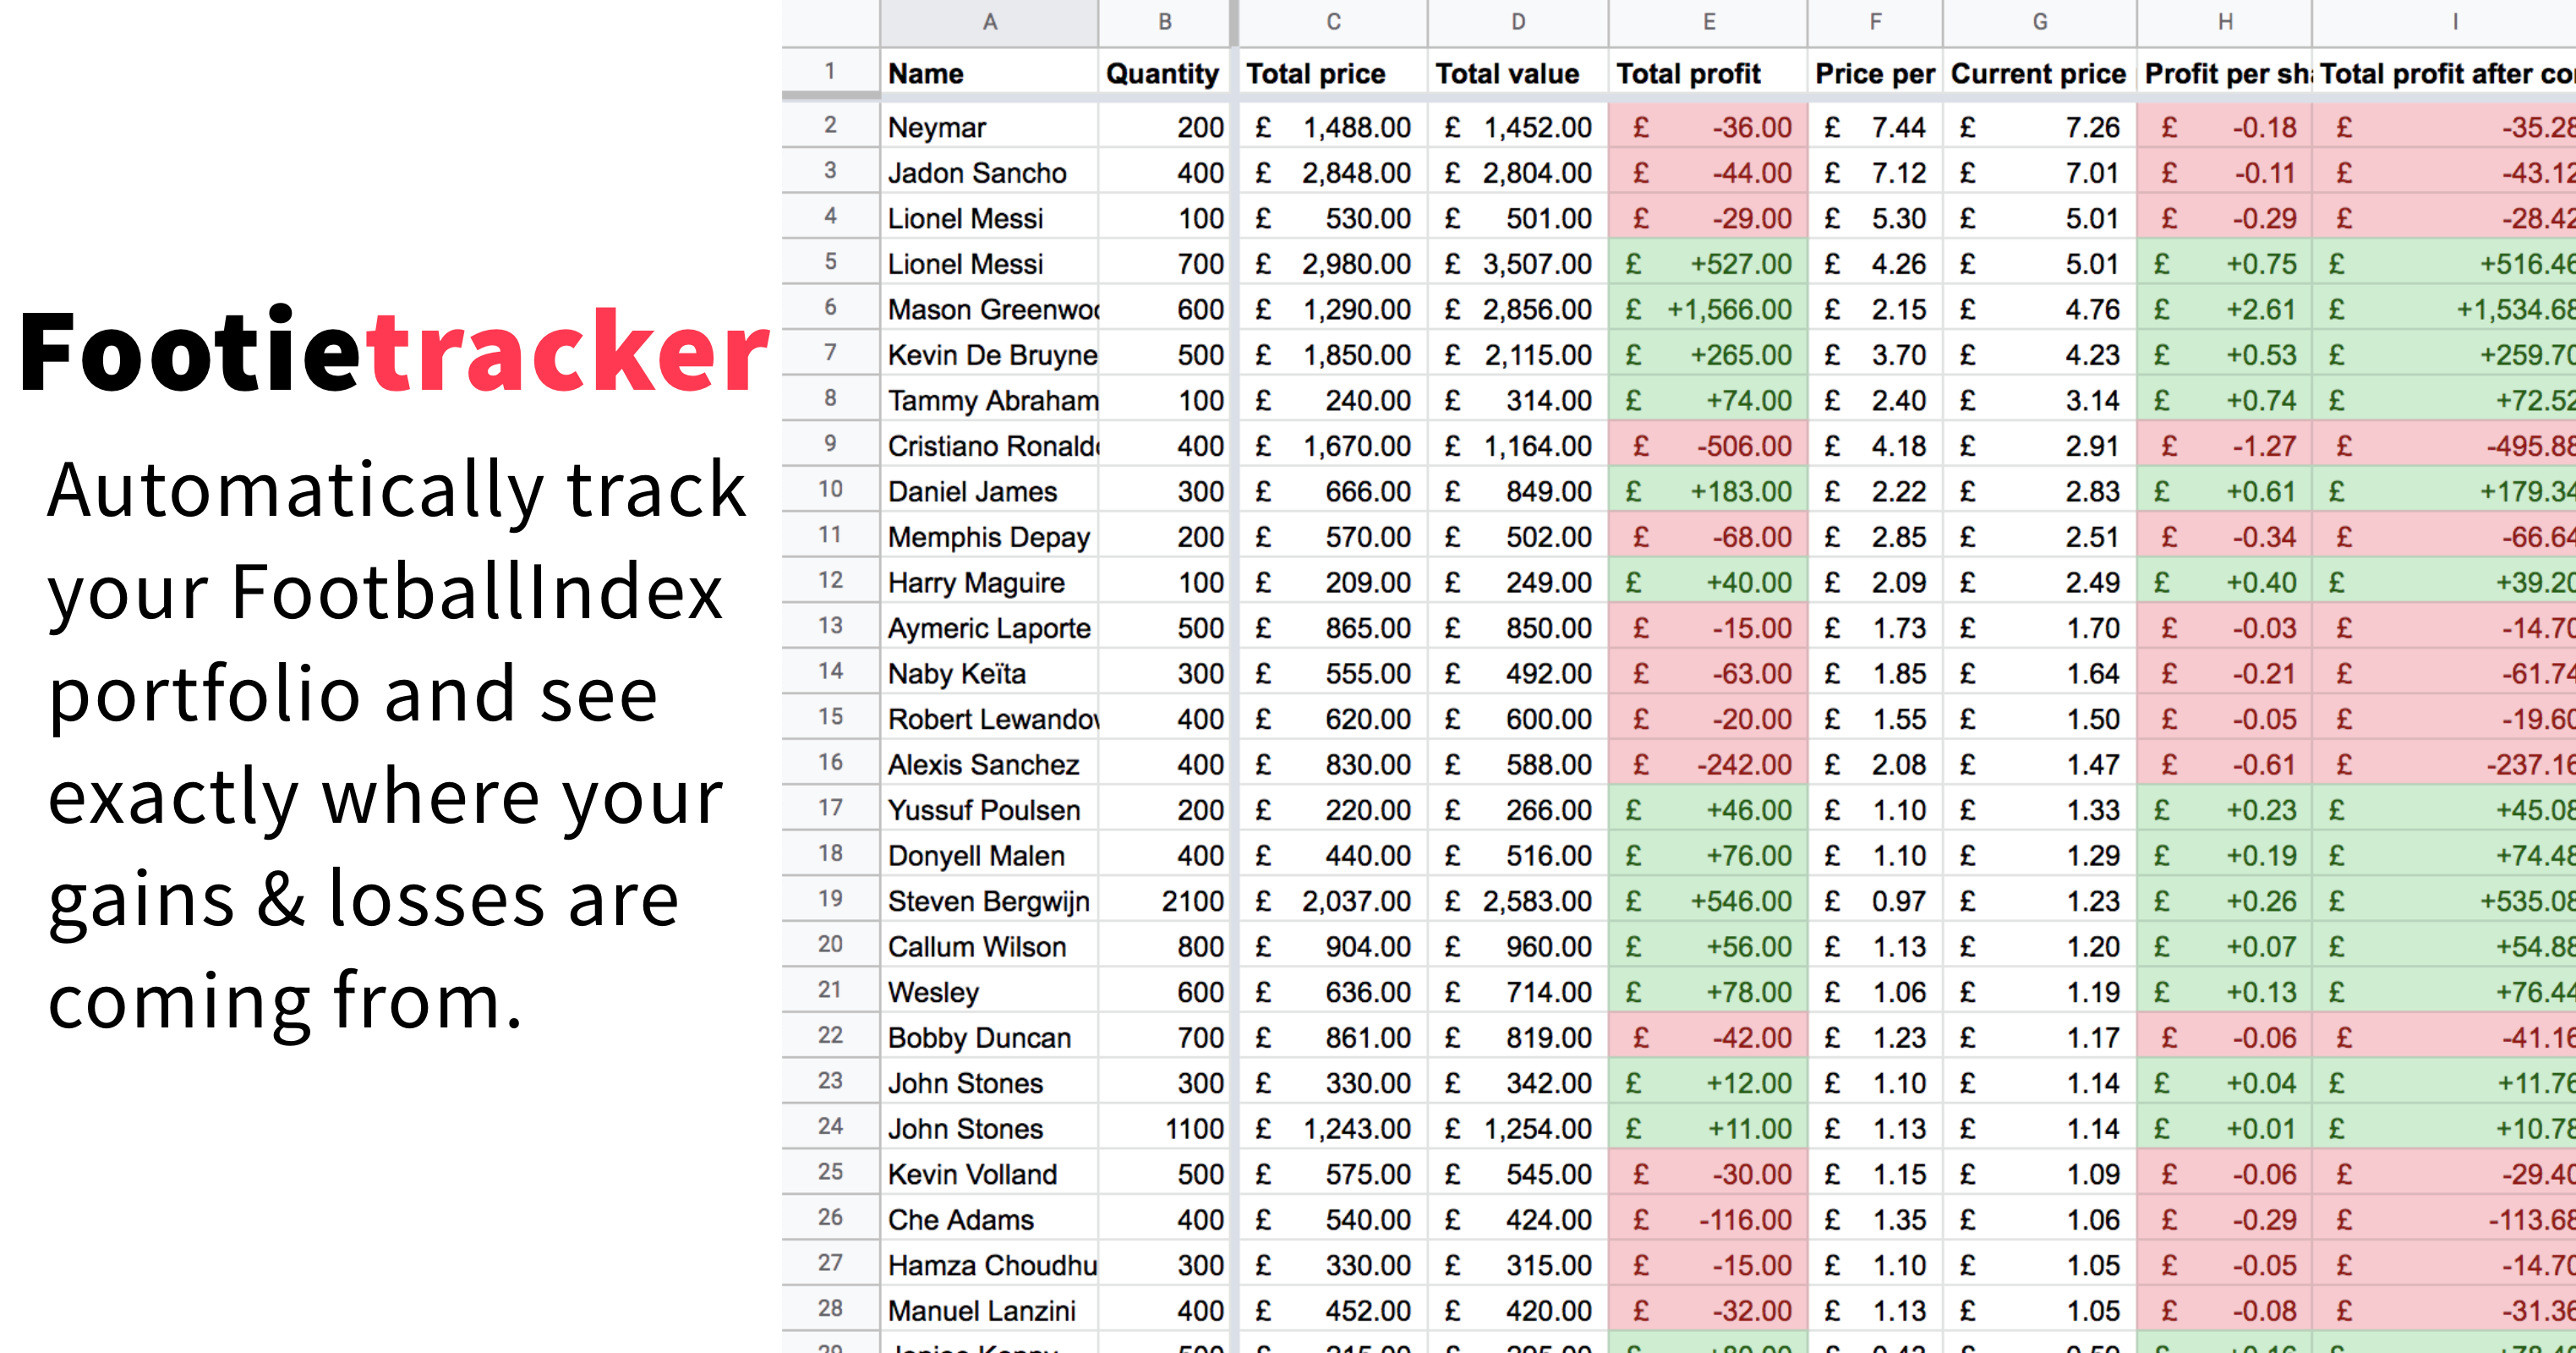 Footietracker
Automatically track
your FootballIndex
portfolio and see
exactly where your
gains & losses are
coming from.
A B C D E F G H I
1 Name Quantity Total price Total value Total profit Price per Current price Profit per sha Total profit after co
2 Neymar 200 £ 1,488.00 £ 1,452.00 £ -36.00 £ 7.44 £ 7.26 £ -0.18 £ -35.28
3 Jadon Sancho 400 £ 2,848.00 £ 2,804.00 £ -44.00 £ 7.12 £ 7.01 £ -0.11 £ -43.12
4 Lionel Messi 100 £ 530.00 £ 501.00 £ -29.00 £ 5.30 £ 5.01 £ -0.29 £ -28.42
5 Lionel Messi 700 £ 2,980.00 £ 3,507.00 £ +527.00 £ 4.26 £ 5.01 £ +0.75 £ +516.46
6 Mason Greenwoo 600 £ 1,290.00 £ 2,856.00 £ +1,566.00 £ 2.15 £ 4.76 £ +2.61 £ +1,534.68
7 Kevin De Bruyne 500 £ 1,850.00 £ 2,115.00 £ +265.00 £ 3.70 £ 4.23 £ +0.53 £ +259.70
8 Tammy Abraham 100 £ 240.00 £ 314.00 £ +74.00 £ 2.40 £ 3.14 £ +0.74 £ +72.52
9 Cristiano Ronaldo 400 £ 1,670.00 £ 1,164.00 £ -506.00 £ 4.18 £ 2.91 £ -1.27 £ -495.88
10 Daniel James 300 £ 666.00 £ 849.00 £ +183.00 £ 2.22 £ 2.83 £ +0.61 £ +179.34
11 Memphis Depay 200 £ 570.00 £ 502.00 £ -68.00 £ 2.85 £ 2.51 £ -0.34 £ -66.64
12 Harry Maguire 100 £ 209.00 £ 249.00 £ +40.00 £ 2.09 £ 2.49 £ +0.40 £ +39.20
13 Aymeric Laporte 500 £ 865.00 £ 850.00 £ -15.00 £ 1.73 £ 1.70 £ -0.03 £ -14.70
14 Naby Keïta 300 £ 555.00 £ 492.00 £ -63.00 £ 1.85 £ 1.64 £ -0.21 £ -61.74
15 Robert Lewandow 400 £ 620.00 £ 600.00 £ -20.00 £ 1.55 £ 1.50 £ -0.05 £ -19.60
16 Alexis Sanchez 400 £ 830.00 £ 588.00 £ -242.00 £ 2.08 £ 1.47 £ -0.61 £ -237.16
17 Yussuf Poulsen 200 £ 220.00 £ 266.00 £ +46.00 £ 1.10 £ 1.33 £ +0.23 £ +45.08
18 Donyell Malen 400 £ 440.00 £ 516.00 £ +76.00 £ 1.10 £ 1.29 £ +0.19 £ +74.48
19 Steven Bergwijn 2100 £ 2,037.00 £ 2,583.00 £ +546.00 £ 0.97 £ 1.23 £ +0.26 £ +535.08
20 Callum Wilson 800 £ 904.00 £ 960.00 £ +56.00 £ 1.13 £ 1.20 £ +0.07 £ +54.88
21 Wesley 600 £ 636.00 £ 714.00 £ +78.00 £ 1.06 £ 1.19 £ +0.13 £ +76.44
22 Bobby Duncan 700 £ 861.00 £ 819.00 £ -42.00 £ 1.23 £ 1.17 £ -0.06 £ -41.16
23 John Stones 300 £ 330.00 £ 342.00 £ +12.00 £ 1.10 £ 1.14 £ +0.04 £ +11.76
24 John Stones 1100 £ 1,243.00 £ 1,254.00 £ +11.00 £ 1.13 £ 1.14 £ +0.01 £ +10.78
25 Kevin Volland 500 £ 575.00 £ 545.00 £ -30.00 £ 1.15 £ 1.09 £ -0.06 £ -29.40
26 Che Adams 400 £ 540.00 £ 424.00 £ -116.00 £ 1.35 £ 1.06 £ -0.29 £ -113.68
27 Hamza Choudhu 300 £ 330.00 £ 315.00 £ -15.00 £ 1.10 £ 1.05 £ -0.05 £ -14.70
28 Manuel Lanzini 400 £ 452.00 £ 420.00 £ -32.00 £ 1.13 £ 1.05 £ -0.08 £ -31.36